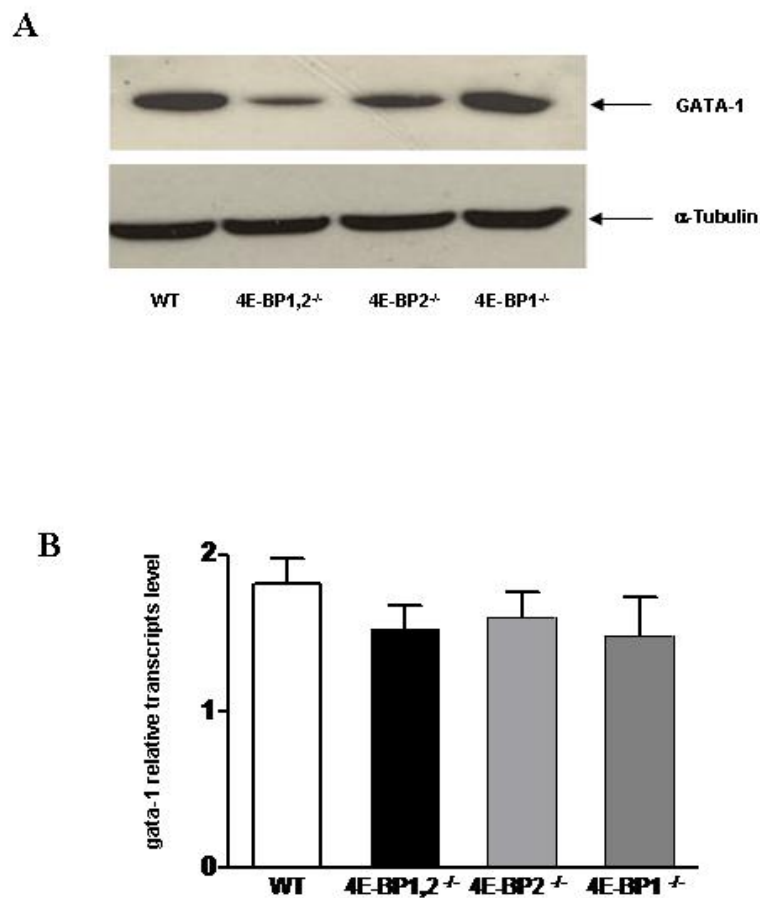 A
GATA-1
α-Tubulin
WT 4E-BP1,2-/- 4E-BP2-/- 4E-BP1-/-
B
gata-1 relative transcripts level
2
1
0
WT 4E-BP1,2 -/- 4E-BP2 -/- 4E-BP1 -/-